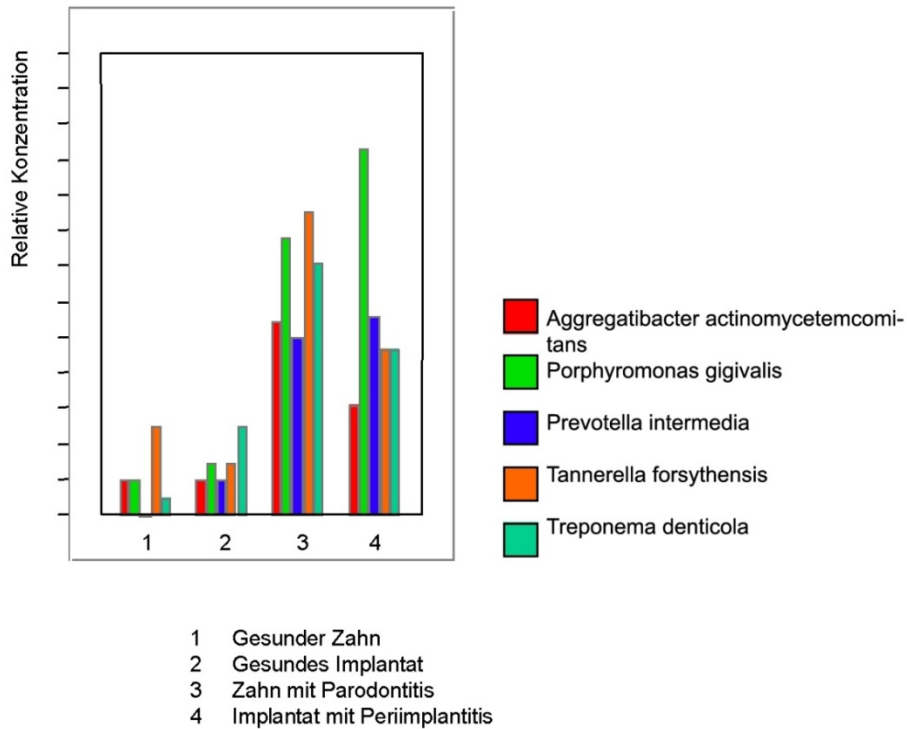 Relative Konzentration
1 2 3 4
Aggregatibacter actinomycetemcomi-
tans
Porphyromonas gigivalis
Prevotella intermedia
Tannerella forsythensis
Treponema denticola
1 Gesunder Zahn
2 Gesundes Implantat
3 Zahn mit Parodontitis
4 Implantat mit Periimplantitis